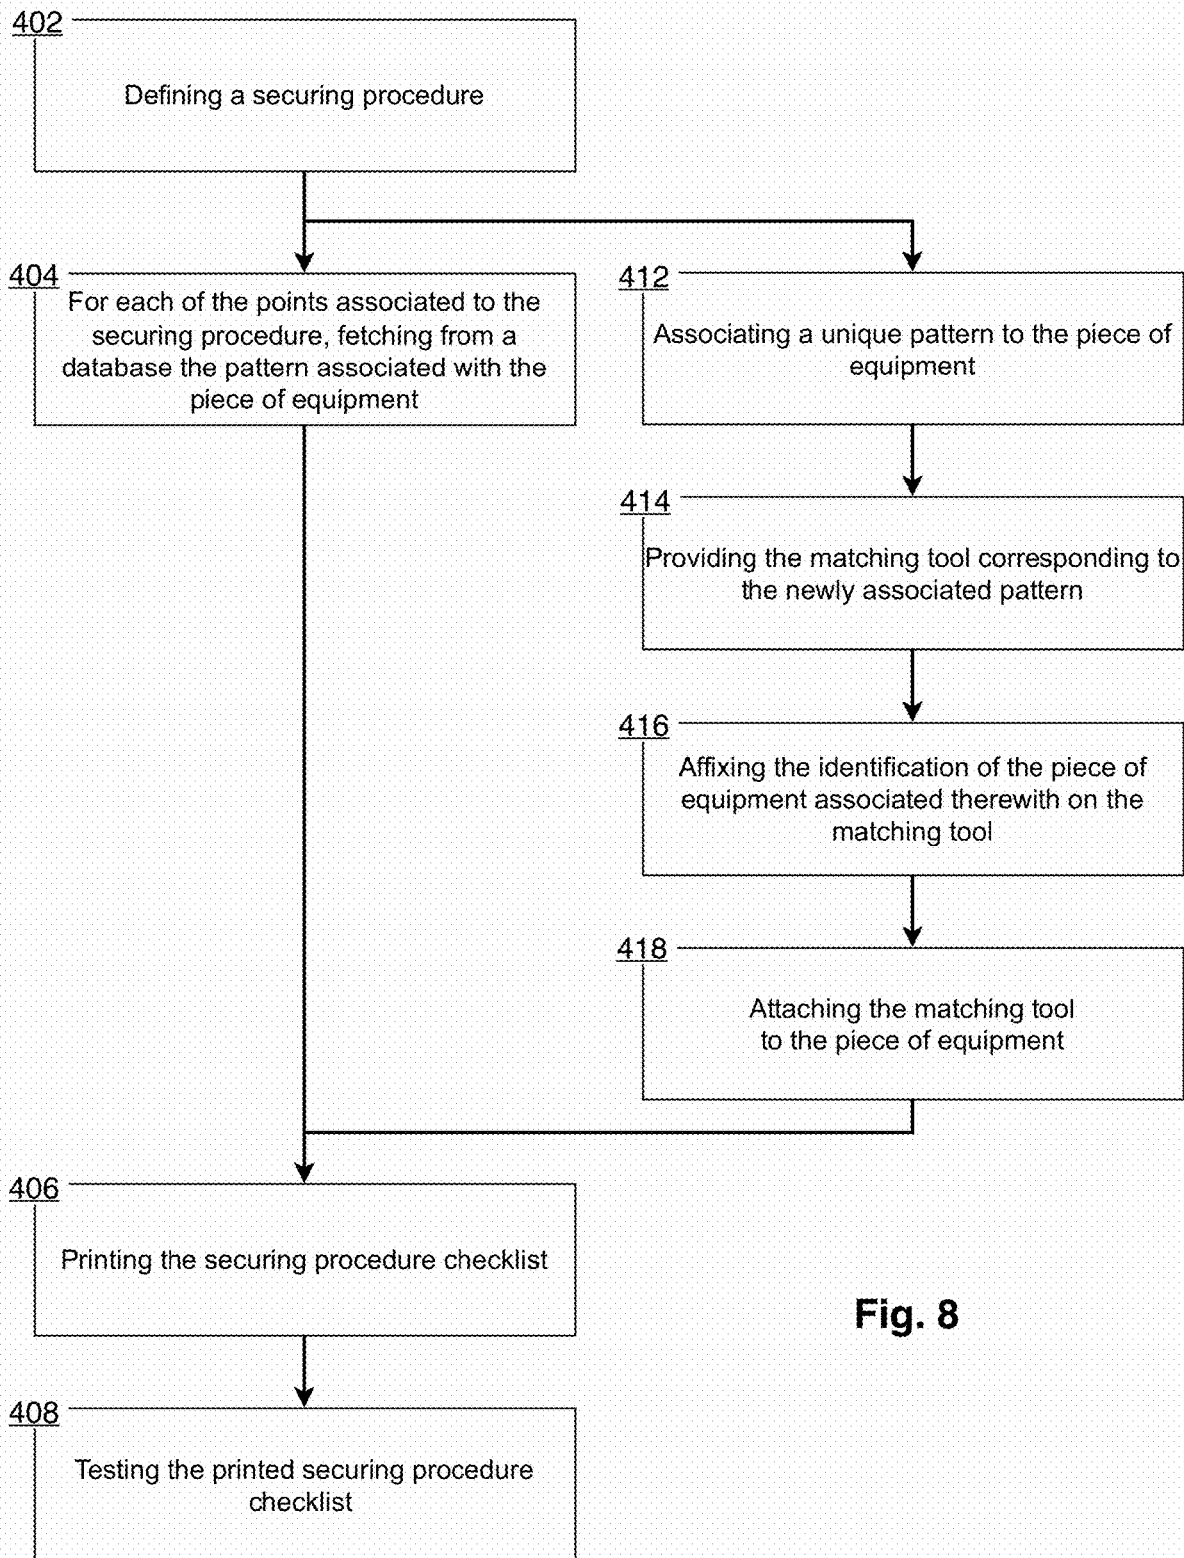 402
Defining a securing procedure
404
For each of the points associated to the
securing procedure, fetching from a
database the pattern associated with the
piece of equipment
412
Associating a unique pattern to the piece of
equipment
414
Providing the matching tool corresponding to
the newly associated pattern
416
Affixing the identification of the piece of
equipment associated therewith on the
matching tool
418
Attaching the matching tool
to the piece of equipment
406
Printing the securing procedure checklist
Fig. 8
408
Testing the printed securing procedure
checklist